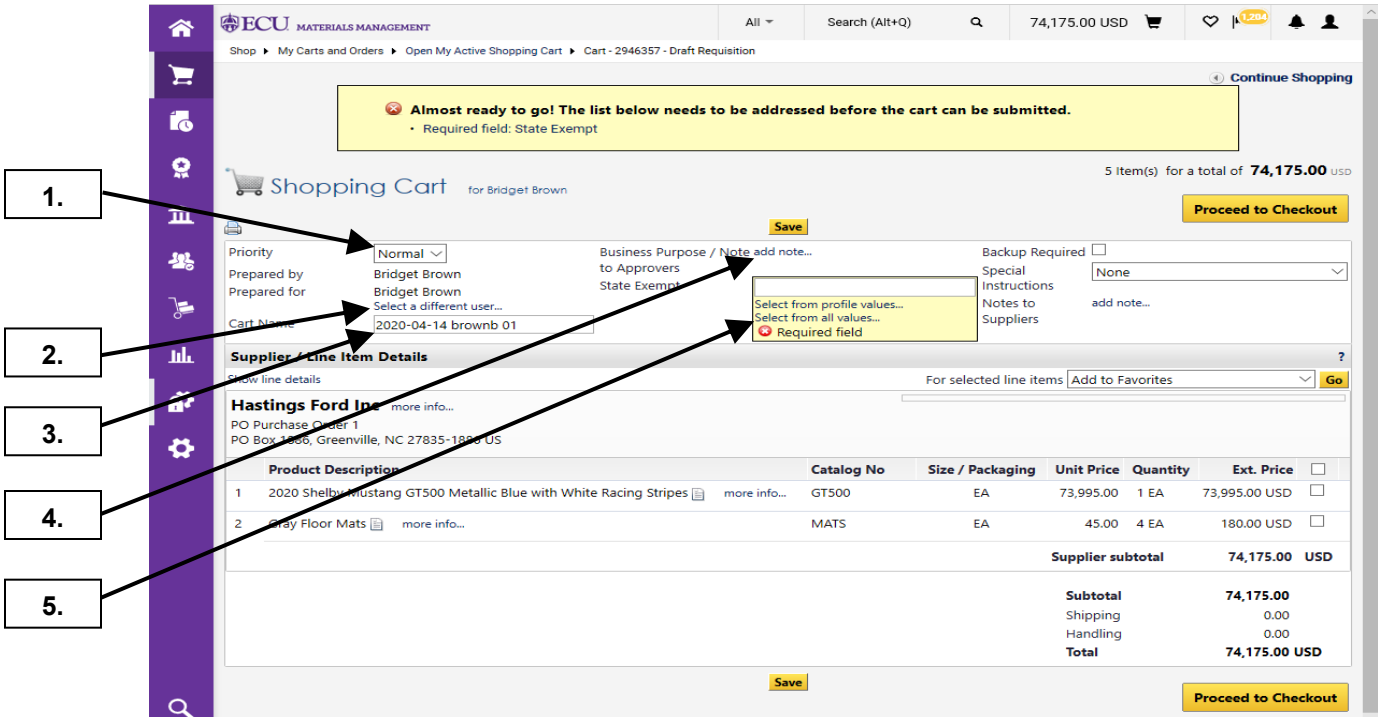 ECU MATERIALS MANAGEMENT All Search (Alt+Q) 74,175.00 USD 1,204
Shop My Carts and Orders Open My Active Shopping Cart Cart - 2946357 - Draft Requisition
Continue Shopping
Almost ready to go! The list below needs to be addressed before the cart can be submitted.
• Required field: State Exempt
5 Item(s) for a total of 74,175.00 USD
1.
Shopping Cart for Bridget Brown
Proceed to Checkout
Save
Priority Normal Business Purpose / Note add note... Backup Required
to Approvers
Prepared by Bridget Brown Special None
Instructions
Prepared for Bridget Brown State Exempt
Select a different user... Select from profile values... Notes to add note...
Suppliers
Select from all values...
Cart Name 2020-04-14 brownb 01 Required field
2.
Supplier / Line Item Details ?
Show line details For selected line items Add to Favorites Go
Hastings Ford Inc more info...
PO Purchase Order 1
3.
PO Box 1886, Greenville, NC 27835-1886 US
Product Description Catalog No Size / Packaging Unit Price Quantity Ext. Price
1 2020 Shelby Mustang GT500 Metallic Blue with White Racing Stripes more info... GT500 EA 73,995.00 1 EA 73,995.00 USD
4.
2 Gray Floor Mats more info... MATS EA 45.00 4 EA 180.00 USD
Supplier subtotal 74,175.00 USD
5.
Subtotal 74,175.00
Shipping 0.00
Handling 0.00
Total 74,175.00 USD
Save
Proceed to Checkout